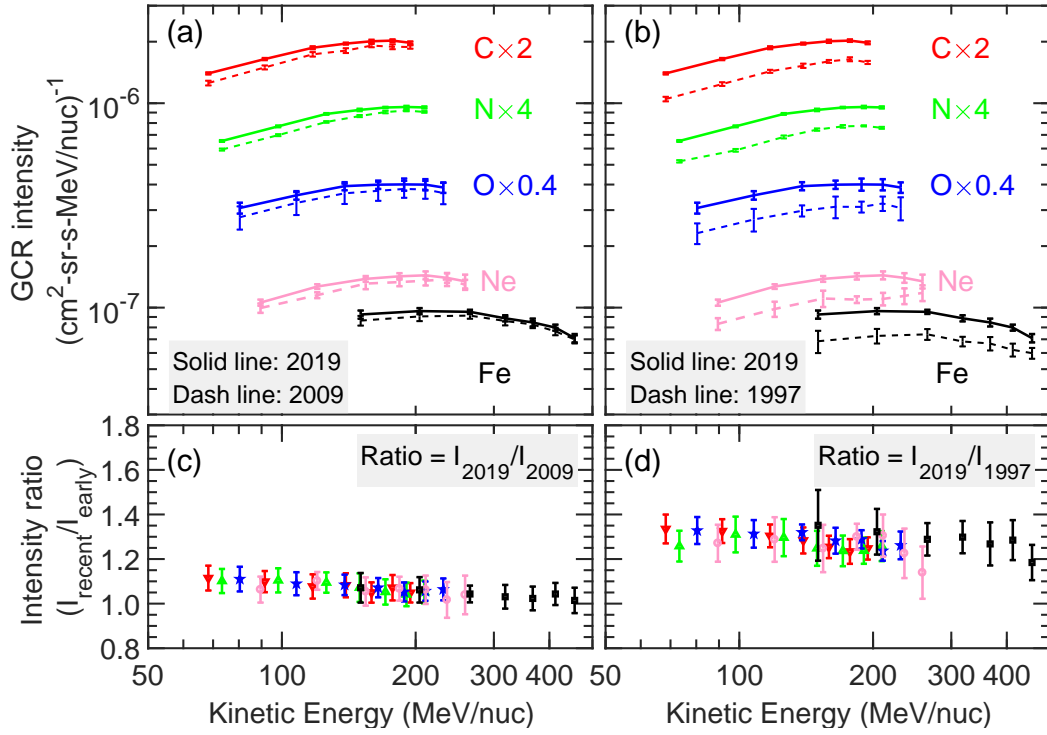 (a)
C×2
N×4
O×0.4
Ne
Fe
Solid line: 2019
Dash line: 2009
10⁻⁶
10⁻⁷
GCR intensity
(cm²-sr-s-MeV/nuc)⁻¹
(b)
C×2
N×4
O×0.4
Ne
Fe
Solid line: 2019
Dash line: 1997
(c)
Ratio = I₂₀₁₉/I₂₀₀₉
1.8
1.6
1.4
1.2
1.0
0.8
Intensity ratio
(I_recent/I_early)
50 100 200 300 400
Kinetic Energy (MeV/nuc)
(d)
Ratio = I₂₀₁₉/I₁₉₉₇
50 100 200 300 400
Kinetic Energy (MeV/nuc)